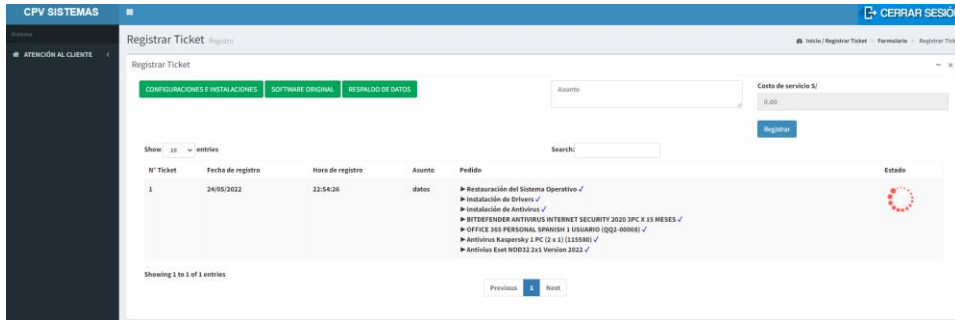 CPV SISTEMAS
CERRAR SESIÓN
Sistema
ATENCIÓN AL CLIENTE
Registrar Ticket Registro
Inicio / Registrar Ticket Formulario Registrar Tick
Registrar Ticket
CONFIGURACIONES E INSTALACIONES SOFTWARE ORIGINAL RESPALDO DE DATOS
Asunto
Costo de servicio S/
0.00
Registrar
Show 10 entries
Search:
N° Ticket Fecha de registro Hora de registro Asunto Pedido Estado
1 24/05/2022 22:54:26 datos
▶ Restauración del Sistema Operativo ✓
▶ Instalación de Drivers ✓
▶ Instalación de Antivirus ✓
▶ BITDEFENDER ANTIVIRUS INTERNET SECURITY 2020 3PC X 15 MESES ✓
▶ OFFICE 365 PERSONAL SPANISH 1 USUARIO (QQ2-00008) ✓
▶ Antivirus Kaspersky 1 PC (2 x 1) (115580) ✓
▶ Antivius Eset NOD32 2x1 Version 2022 ✓
Showing 1 to 1 of 1 entries
Previous 1 Next